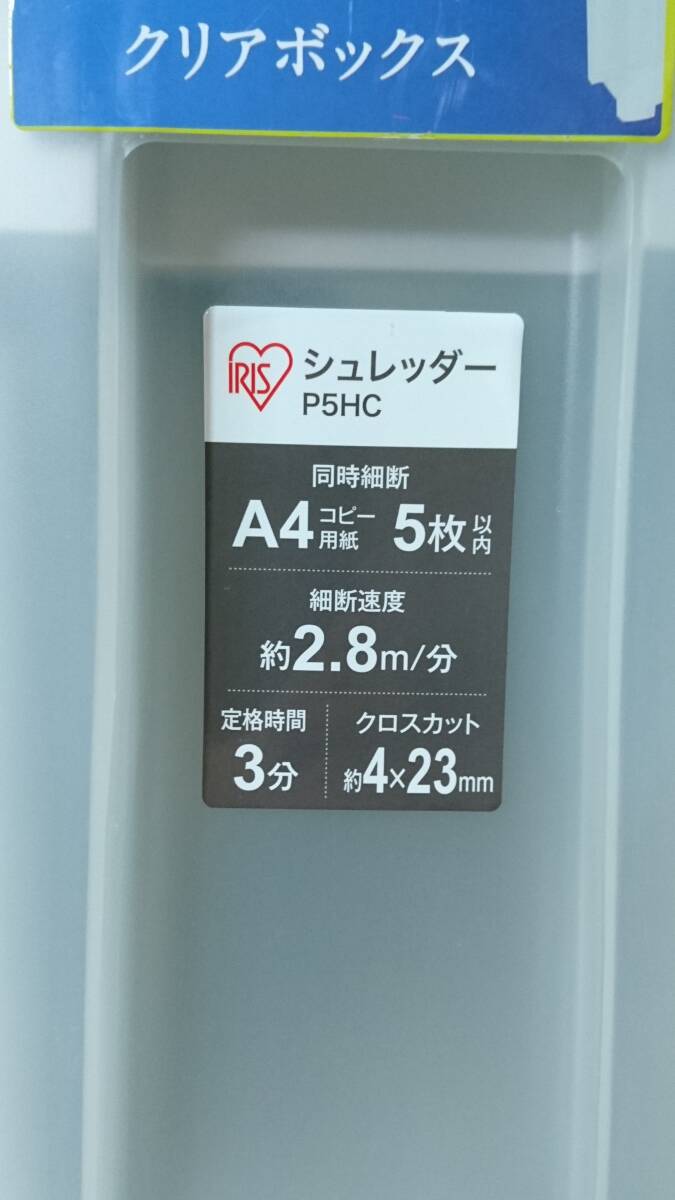 クリアボックス
IRIS
シュレッダー
P5HC
同時細断
A4コピー用紙 5枚以内
細断速度
約2.8m/分
定格時間
3分
クロスカット
約4×23mm